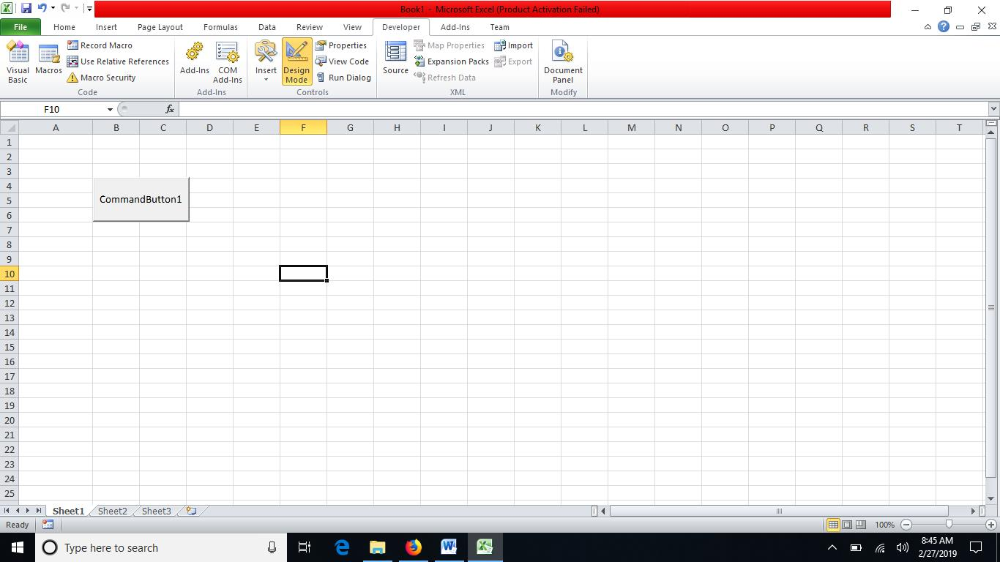 Book1 - Microsoft Excel (Product Activation Failed)
File Home Insert Page Layout Formulas Data Review View Developer Add-Ins Team
Visual Basic
Macros
Record Macro
Use Relative References
Macro Security
Code
Add-Ins
COM Add-Ins
Add-Ins
Insert
Design Mode
Properties
View Code
Run Dialog
Controls
Source
Map Properties
Expansion Packs
Refresh Data
Import
Export
XML
Document Panel
Modify
F10 fx
A B C D E F G H I J K L M N O P Q R S T
1
2
3
4
CommandButton1
5
6
7
8
9
10
11
12
13
14
15
16
17
18
19
20
21
22
23
24
25
Sheet1 Sheet2 Sheet3
Ready 100%
Type here to search
8:45 AM
2/27/2019